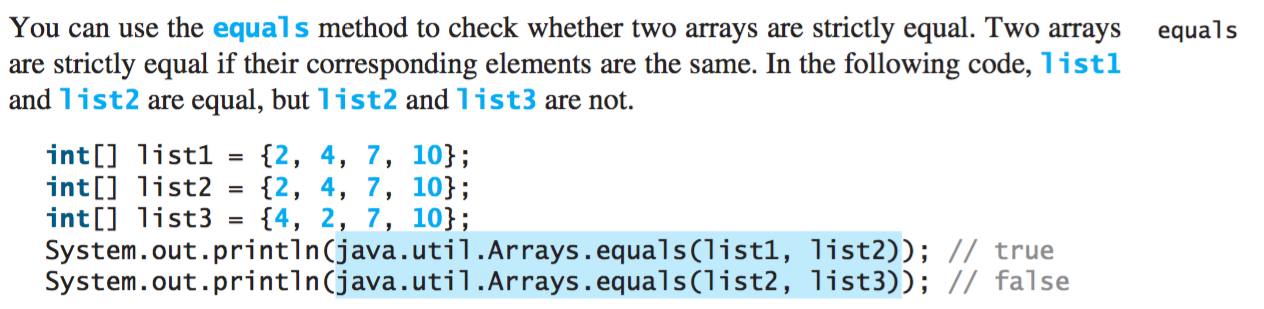 You can use the equals method to check whether two arrays are strictly equal. Two arrays equals
are strictly equal if their corresponding elements are the same. In the following code, list1
and list2 are equal, but list2 and list3 are not.
int[] list1 = {2, 4, 7, 10};
int[] list2 = {2, 4, 7, 10};
int[] list3 = {4, 2, 7, 10};
System.out.println(java.util.Arrays.equals(list1, list2)); // true
System.out.println(java.util.Arrays.equals(list2, list3)); // false